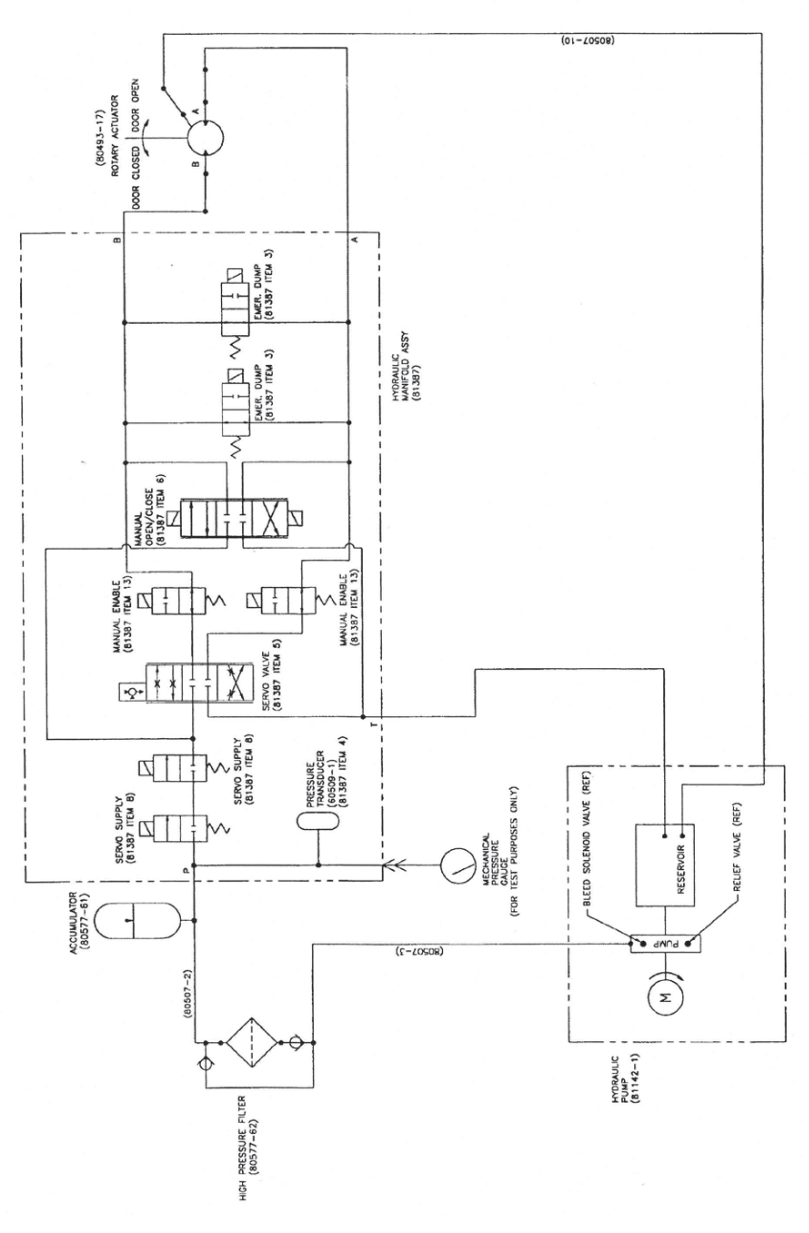 (80507-10)
(80493-17)
ROTARY ACTUATOR
DOOR CLOSED
DOOR OPEN
B
A
B
A
EMER. DUMP
(81387 ITEM 3)
EMER. DUMP
(81387 ITEM 3)
HYDRAULIC
MANIFOLD ASSY
(81387)
MANUAL
OPEN/CLOSE
(81387 ITEM 6)
MANUAL ENABLE
(81387 ITEM 13)
MANUAL ENABLE
(81387 ITEM 13)
SERVO VALVE
(81387 ITEM 5)
T
SERVO SUPPLY
(81387 ITEM 8)
SERVO SUPPLY
(81387 ITEM 8)
PRESSURE
TRANSDUCER
(60509-1)
(81387 ITEM 4)
P
MECHANICAL
PRESSURE
GAUGE
(FOR TEST PURPOSES ONLY)
ACCUMULATOR
(80577-61)
(80507-2)
(80507-3)
HIGH PRESSURE FILTER
(80577-62)
BLEED SOLENOID VALVE (REF)
RESERVOIR
RELIEF VALVE (REF)
PUMP
M
HYDRAULIC
PUMP
(81142-1)